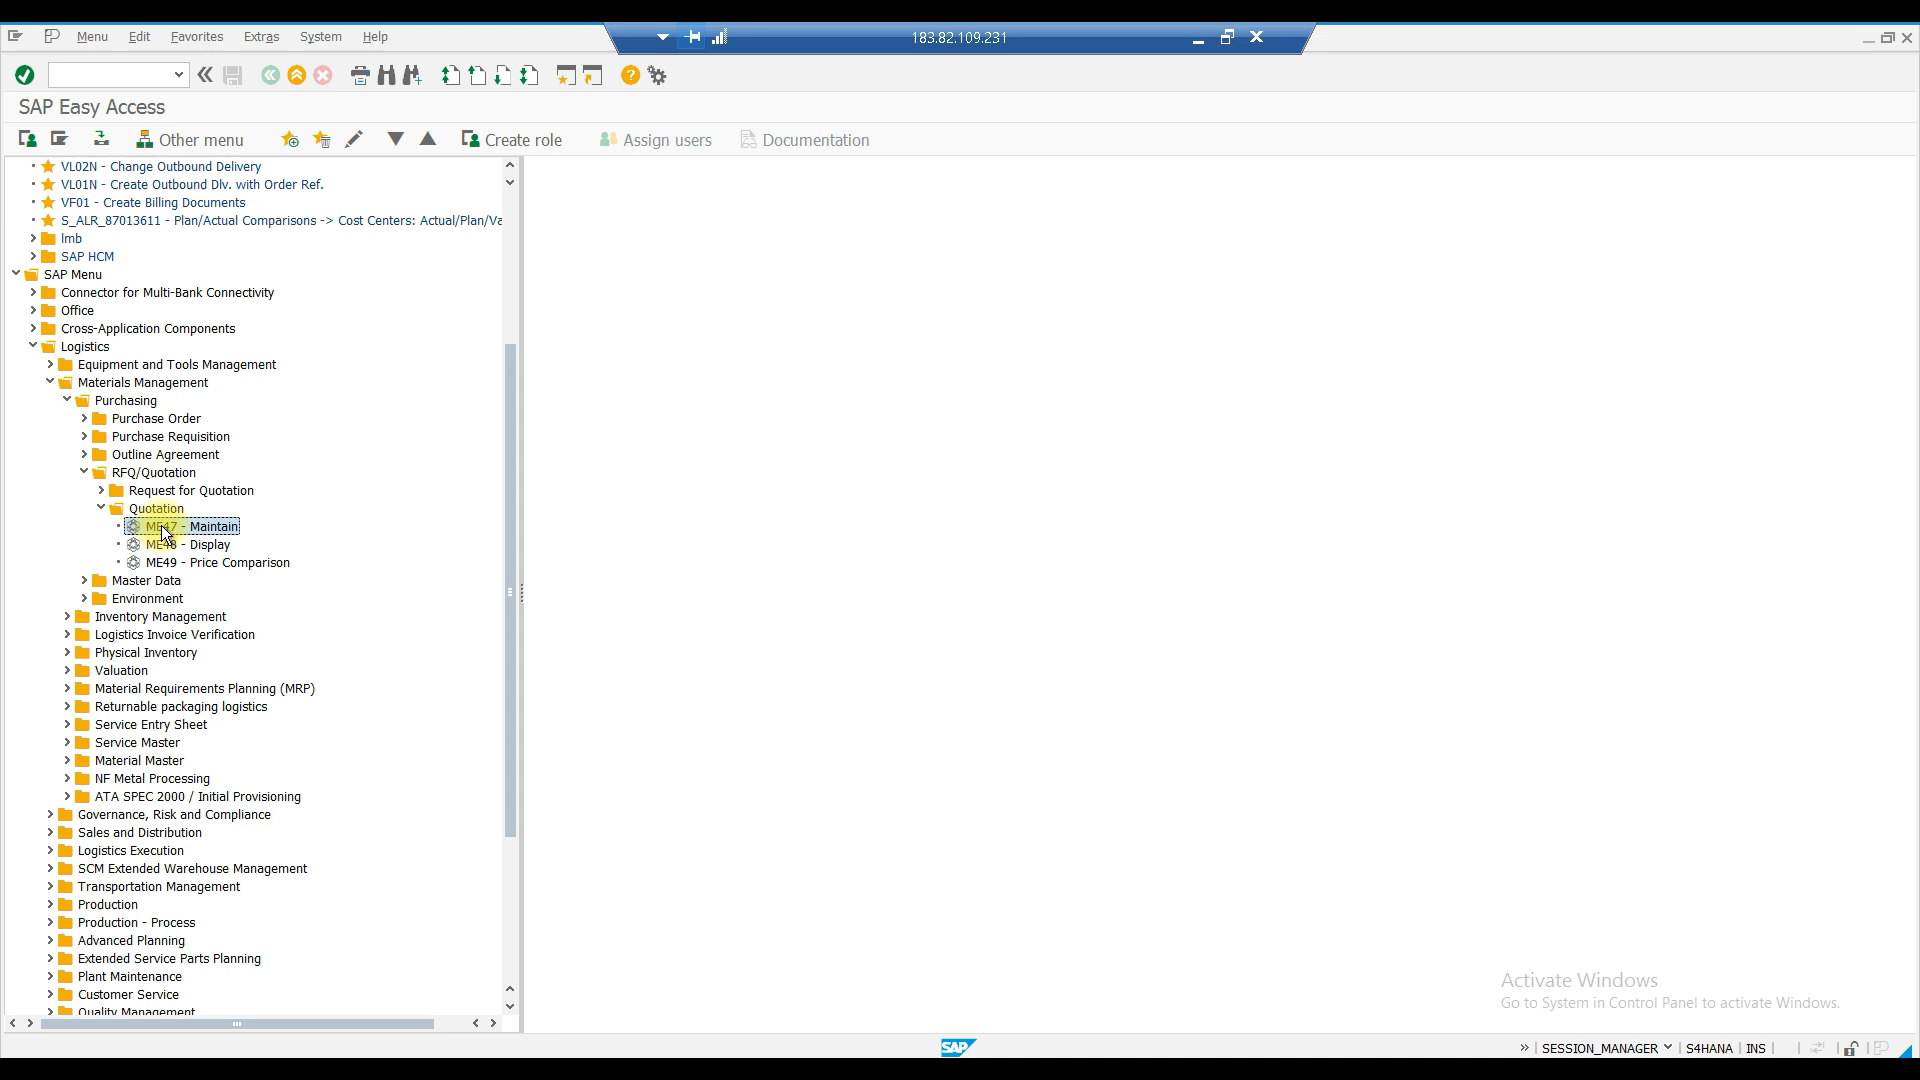 183.82.109.231
Menu Edit Favorites Extras System Help
SAP Easy Access
Other menu Create role Assign users Documentation
VL02N - Change Outbound Delivery
VL01N - Create Outbound Dlv. with Order Ref.
VF01 - Create Billing Documents
S_ALR_87013611 - Plan/Actual Comparisons -> Cost Centers: Actual/Plan/Va
lmb
SAP HCM
SAP Menu
Connector for Multi-Bank Connectivity
Office
Cross-Application Components
Logistics
Equipment and Tools Management
Materials Management
Purchasing
Purchase Order
Purchase Requisition
Outline Agreement
RFQ/Quotation
Request for Quotation
Quotation
ME47 - Maintain
ME48 - Display
ME49 - Price Comparison
Master Data
Environment
Inventory Management
Logistics Invoice Verification
Physical Inventory
Valuation
Material Requirements Planning (MRP)
Returnable packaging logistics
Service Entry Sheet
Service Master
Material Master
NF Metal Processing
ATA SPEC 2000 / Initial Provisioning
Governance, Risk and Compliance
Sales and Distribution
Logistics Execution
SCM Extended Warehouse Management
Transportation Management
Production
Production - Process
Advanced Planning
Extended Service Parts Planning
Plant Maintenance
Customer Service
Quality Management
Activate Windows
Go to System in Control Panel to activate Windows.
SAP
SESSION_MANAGER S4HANA INS